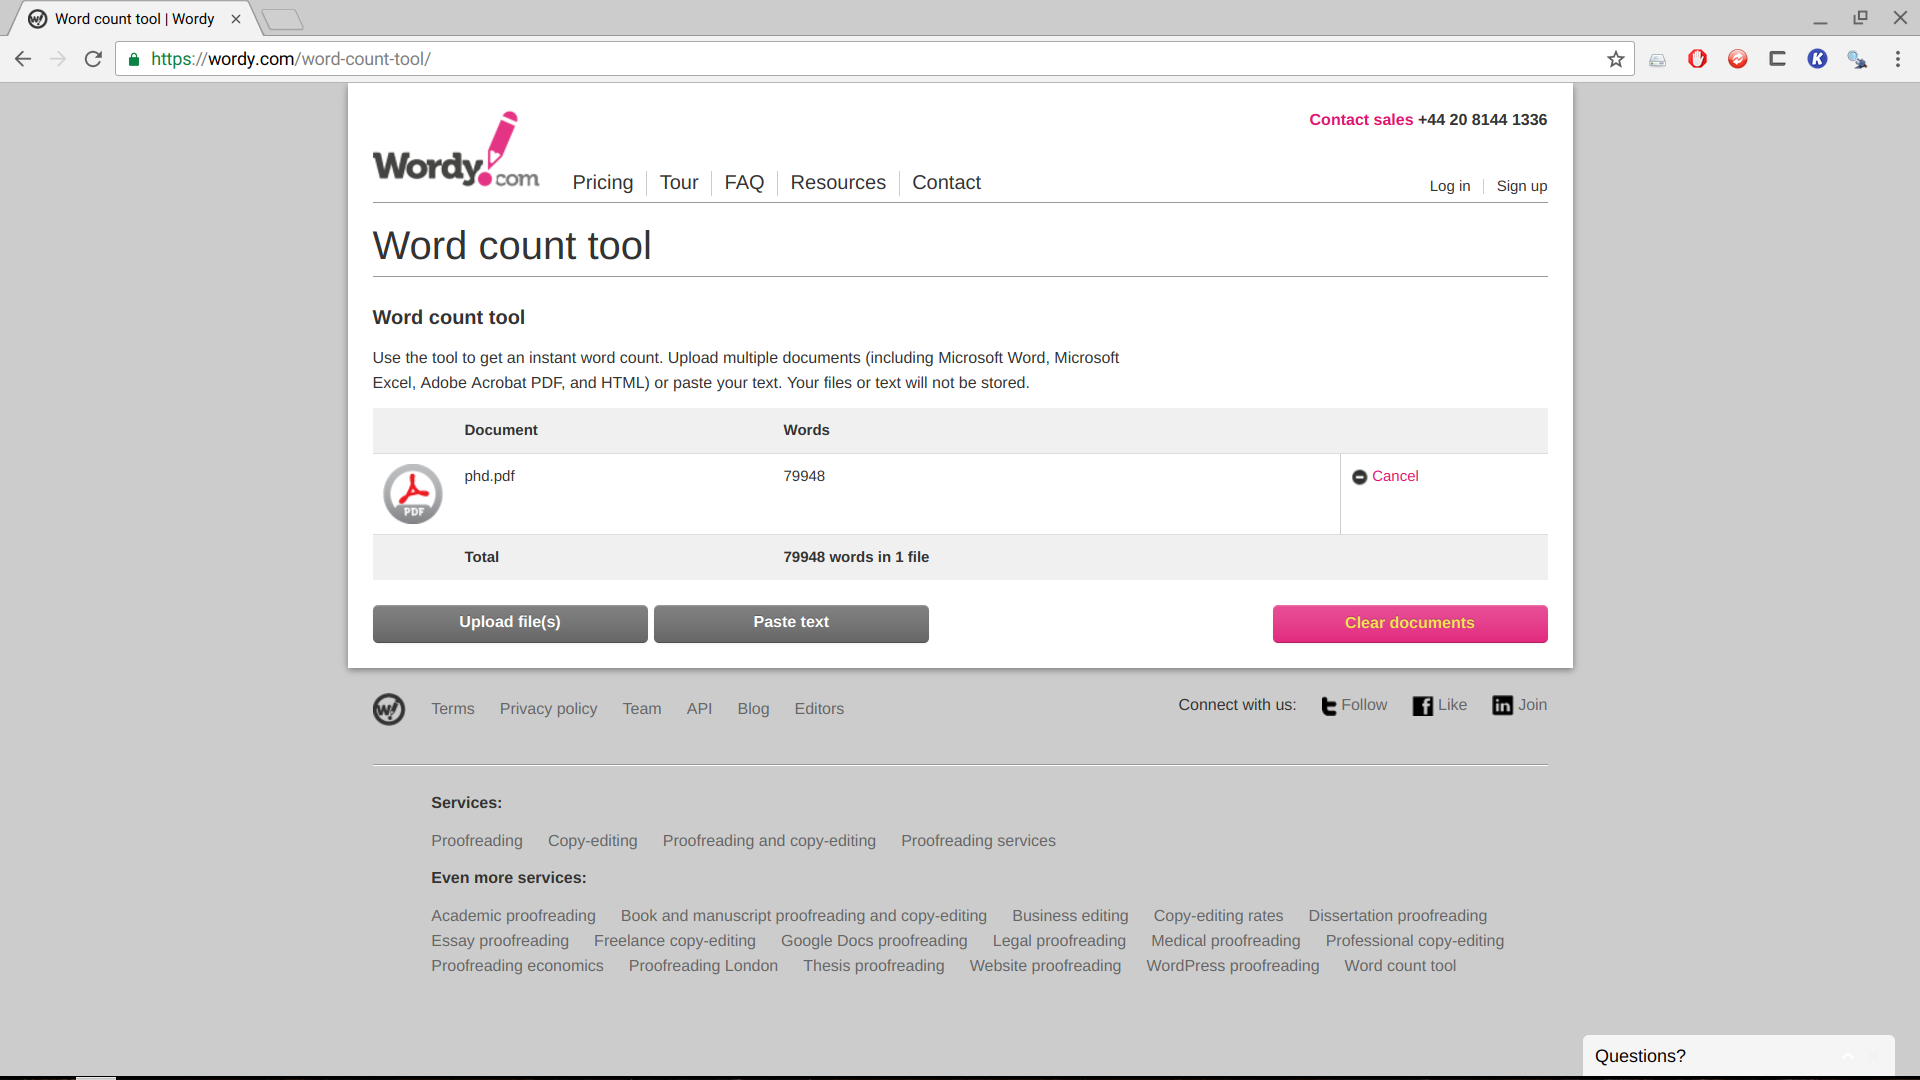 Word count tool | Wordy
https://wordy.com/word-count-tool/
Contact sales +44 20 8144 1336
Wordy.com
Pricing
Tour
FAQ
Resources
Contact
Log in
Sign up
Word count tool
Word count tool
Use the tool to get an instant word count. Upload multiple documents (including Microsoft Word, Microsoft
Excel, Adobe Acrobat PDF, and HTML) or paste your text. Your files or text will not be stored.
Document Words
PDF
phd.pdf 79948 Cancel
Total 79948 words in 1 file
Upload file(s)
Paste text
Clear documents
w!
Terms Privacy policy Team API Blog Editors
Connect with us: Follow Like Join
Services:
Proofreading Copy-editing Proofreading and copy-editing Proofreading services
Even more services:
Academic proofreading Book and manuscript proofreading and copy-editing Business editing Copy-editing rates Dissertation proofreading
Essay proofreading Freelance copy-editing Google Docs proofreading Legal proofreading Medical proofreading Professional copy-editing
Proofreading economics Proofreading London Thesis proofreading Website proofreading WordPress proofreading Word count tool
Questions?